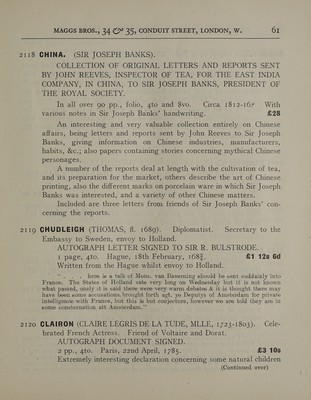 MAGGS BROS., 34 & 35, CONDUIT STREET, LONDON, W. 61
2118 CHINA. (SIR JOSEPH BANKS).
COLLECTION OF ORIGINAL LETTERS AND REPORTS SENT
BY JOHN REEVES, INSPECTOR OF TEA, FOR THE EAST INDIA
COMPANY, IN CHINA, TO SIR JOSEPH BANKS, PRESIDENT OF
THE ROYAL SOCIETY.
In all over 90 pp., folio, 4to and 8vo. Circa 1812-16. With
various notes in Sir Joseph Banks' handwriting. £28
An interesting and very valuable collection entirely on Chinese
affairs, being letters and reports sent by John Reeves to Sir Joseph
Banks, giving information on Chinese industries, manufacturers,
habits, &c.; also papers containing stories concerning mythical Chinese
personages.
A number of the reports deal at length with the cultivation of tea,
and its preparation for the market, others describe the art of Chinese
printing, also the different marks on porcelain ware in which Sir Joseph
Banks was interested, and a variety of other Chinese matters.
Included are three letters from friends of Sir Joseph Banks' con-
cerning the reports.
2119 CHUDLEIGH (THOMAS, fl. 1689). Diplomatist. Secretary to the
Embassy to Sweden, envoy to Holland.
AUTOGRAPH LETTER SIGNED TO SIR R. BULSTRODE.
1 page, 4to. Hague, 18th February, £1 12s 6d
Written from the Hague whilst envoy to Holland.
" . . . here is a talk of Mons. van Bauerning should be sent suddainly into
France. The States of Holland sate very long on Wednesday but it is not known
what passed, onely it is said there were very warm debates & it is thought there may
have been some accusations brought forth agt. ye Deputys of Amsterdam for private
intelligence with France, but this is but conjecture, however we are told they are in
some consternation att Amsterdam."
2120 CLAIRON (CLAIRE LEGRIS DE LA TUDE, MLLE, 1723-1803). Cele-
brated French Actress. Friend of Voltaire and Dorat.
AUTOGRAPH DOCUMENT SIGNED.
2 pp., 4to. Paris, 22nd April, 1785. £3 10s
Extremely interesting declaration concerning some natural children
(Continued over)